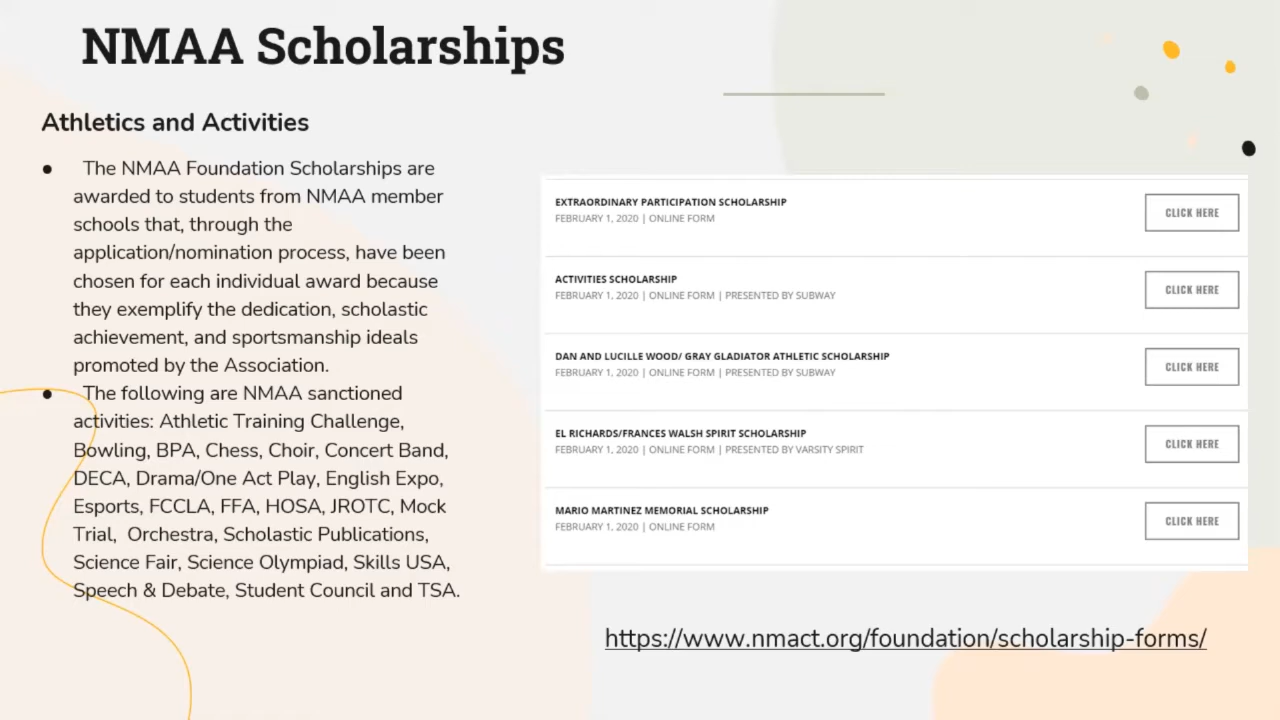 NMAA Scholarships
Athletics and Activities
● The NMAA Foundation Scholarships are
awarded to students from NMAA member
schools that, through the
application/nomination process, have been
chosen for each individual award because
they exemplify the dedication, scholastic
achievement, and sportsmanship ideals
promoted by the Association.
● The following are NMAA sanctioned
activities: Athletic Training Challenge,
Bowling, BPA, Chess, Choir, Concert Band,
DECA, Drama/One Act Play, English Expo,
Esports, FCCLA, FFA, HOSA, JROTC, Mock
Trial, Orchestra, Scholastic Publications,
Science Fair, Science Olympiad, Skills USA,
Speech & Debate, Student Council and TSA.
EXTRAORDINARY PARTICIPATION SCHOLARSHIP
FEBRUARY 1, 2020 | ONLINE FORM
CLICK HERE
ACTIVITIES SCHOLARSHIP
FEBRUARY 1, 2020 | ONLINE FORM | PRESENTED BY SUBWAY
CLICK HERE
DAN AND LUCILLE WOOD/ GRAY GLADIATOR ATHLETIC SCHOLARSHIP
FEBRUARY 1, 2020 | ONLINE FORM | PRESENTED BY SUBWAY
CLICK HERE
EL RICHARDS/FRANCES WALSH SPIRIT SCHOLARSHIP
FEBRUARY 1, 2020 | ONLINE FORM | PRESENTED BY VARSITY SPIRIT
CLICK HERE
MARIO MARTINEZ MEMORIAL SCHOLARSHIP
FEBRUARY 1, 2020 | ONLINE FORM
CLICK HERE
https://www.nmact.org/foundation/scholarship-forms/